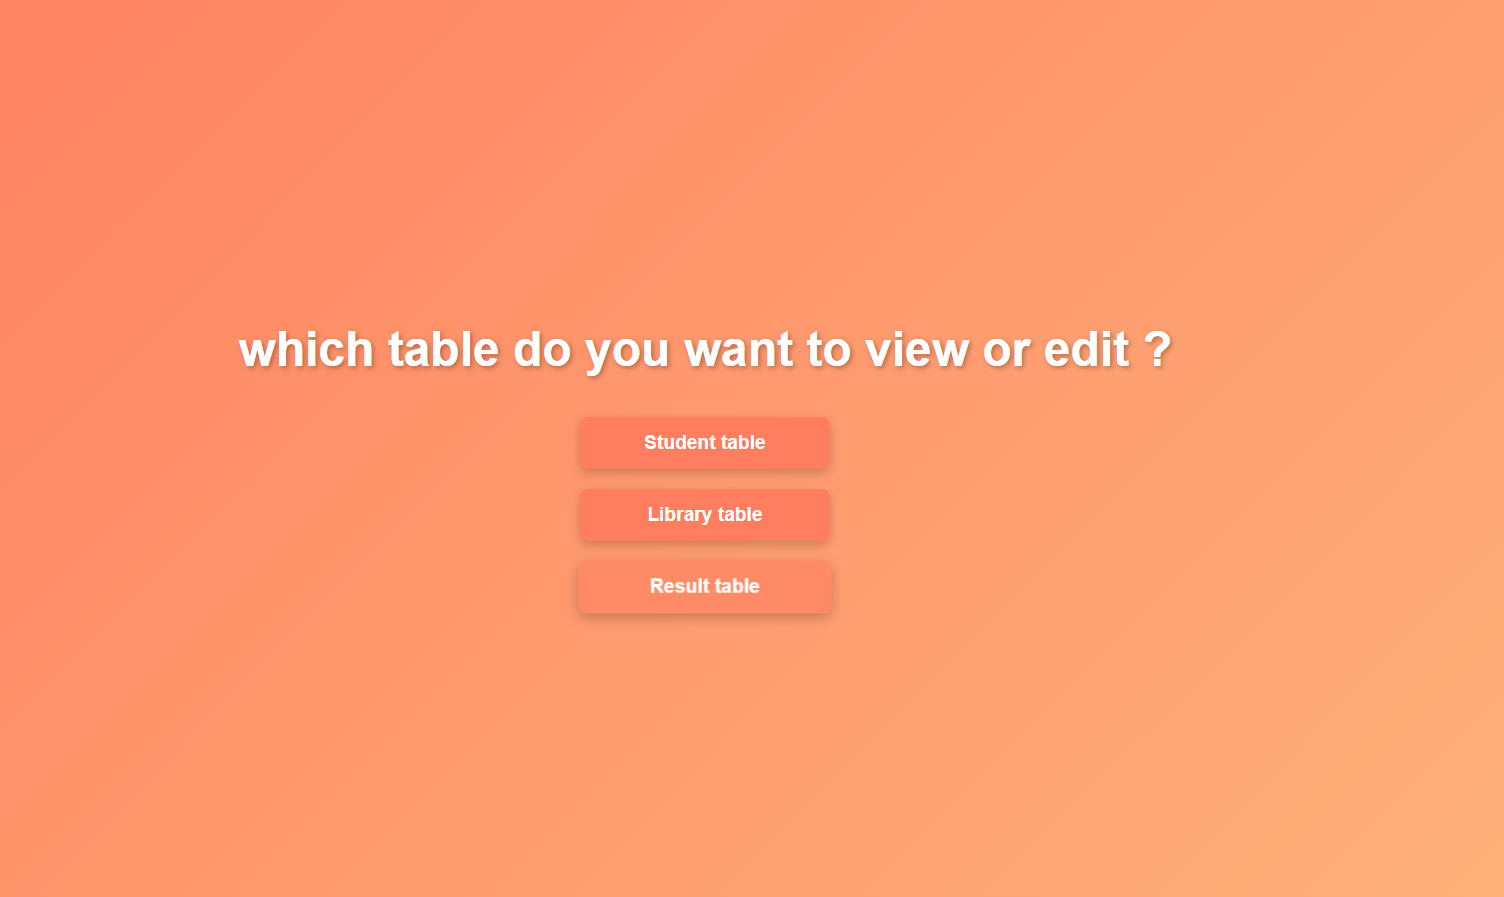 which table do you want to view or edit ?
Student table
Library table
Result table